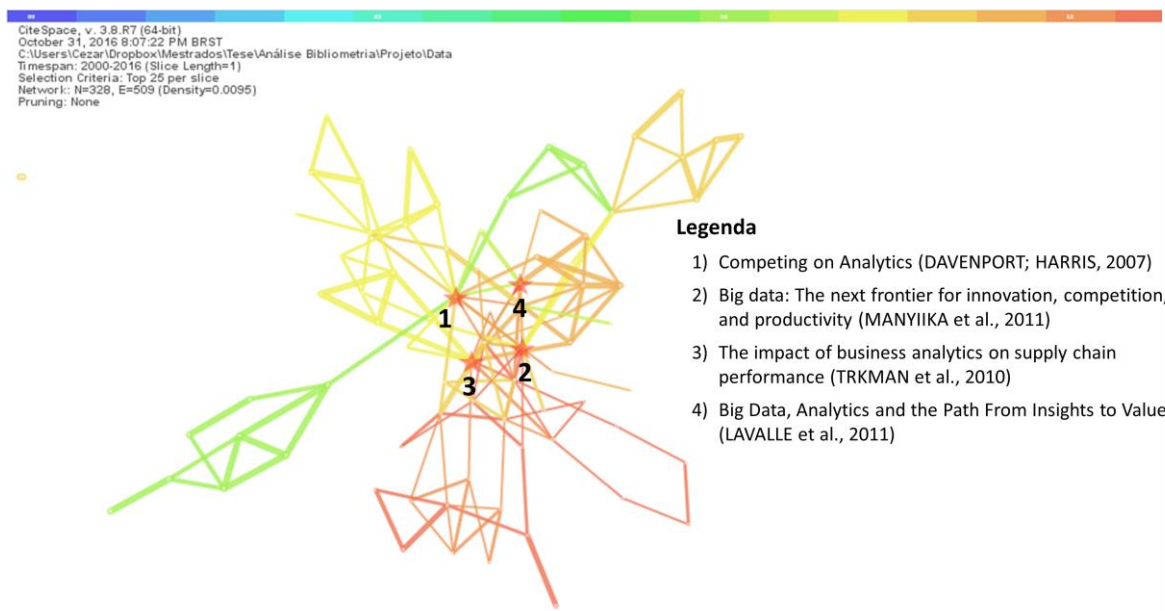 CiteSpace, v. 3.8.R7 (64-bit)
October 31, 2016 8:07:22 PM BRST
C:\Users\Cezar\Dropbox\Mestrados\Tese\Análise Bibliometria\Projeto\Data
Timespan: 2000-2016 (Slice Length=1)
Selection Criteria: Top 25 per slice
Network: N=328, E=509 (Density=0.0095)
Pruning: None
Legenda
1) Competing on Analytics (DAVENPORT; HARRIS, 2007)
2) Big data: The next frontier for innovation, competition,
and productivity (MANYIIKA et al., 2011)
3) The impact of business analytics on supply chain
performance (TRKMAN et al., 2010)
4) Big Data, Analytics and the Path From Insights to Value
(LAVALLE et al., 2011)
1
4
3
2